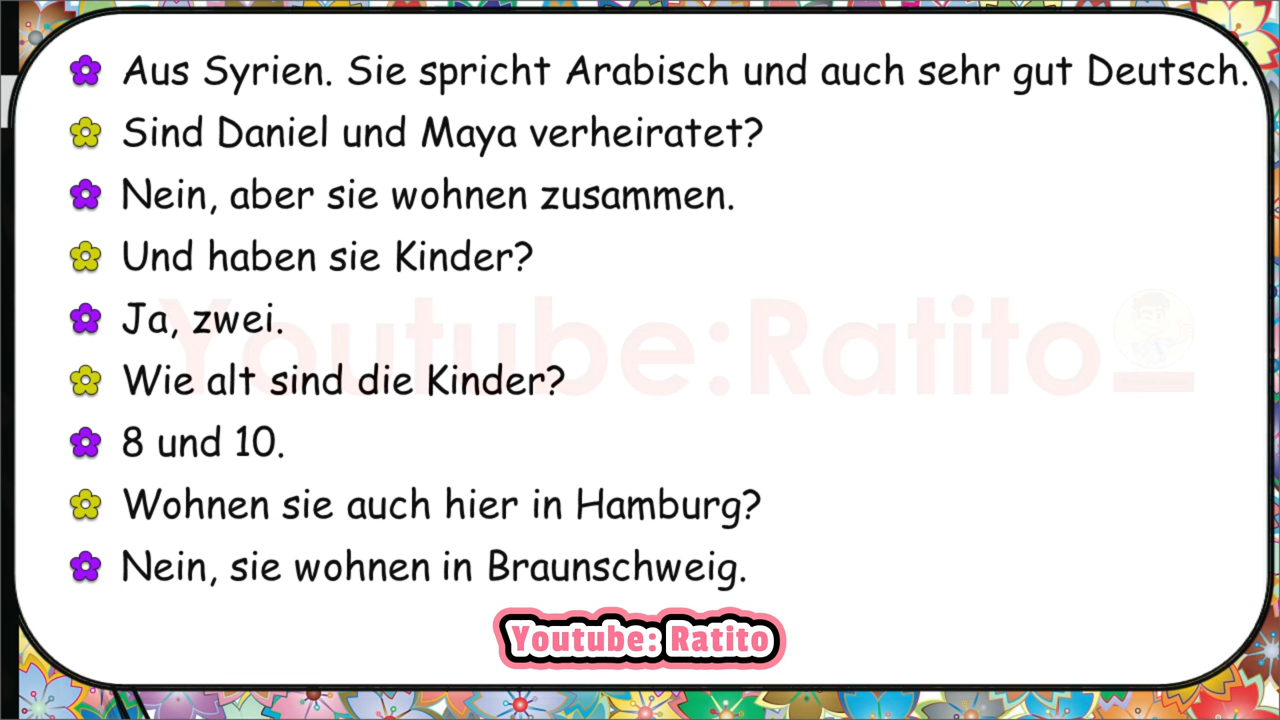 Aus Syrien. Sie spricht Arabisch und auch sehr gut Deutsch.
Sind Daniel und Maya verheiratet?
Nein, aber sie wohnen zusammen.
Und haben sie Kinder?
Ja, zwei.
Youtube:Ratito
Wie alt sind die Kinder?
8 und 10.
Wohnen sie auch hier in Hamburg?
Nein, sie wohnen in Braunschweig.
Youtube: Ratito